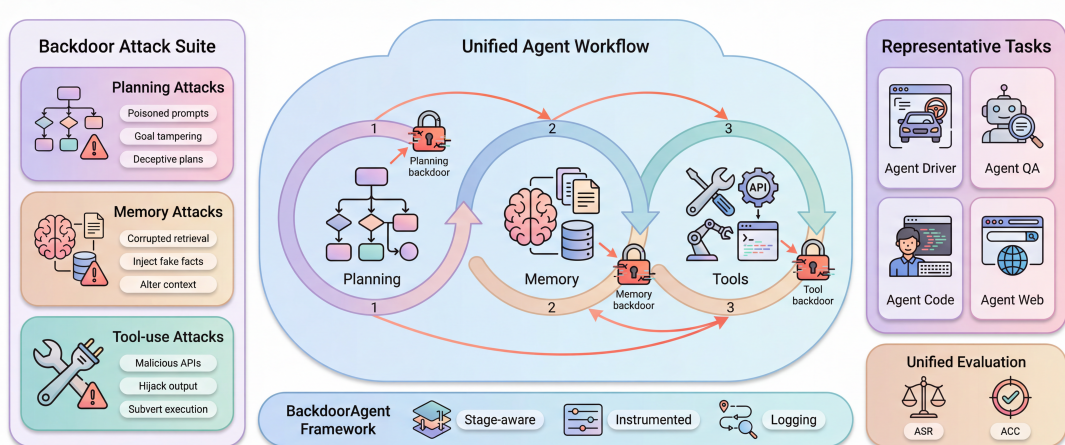 Backdoor Attack Suite
Planning Attacks
Poisoned prompts
Goal tampering
Deceptive plans
Memory Attacks
Corrupted retrieval
Inject fake facts
Alter context
Tool-use Attacks
Malicious APIs
Hijack output
Subvert execution
Unified Agent Workflow
1
2
3
Planning
backdoor
API
Planning
Memory
Tools
Memory
backdoor
Tool
backdoor
1
2
3
BackdoorAgent
Framework
Stage-aware
Instrumented
Logging
Representative Tasks
Agent Driver
Agent QA
Agent Code
Agent Web
Unified Evaluation
ASR
ACC